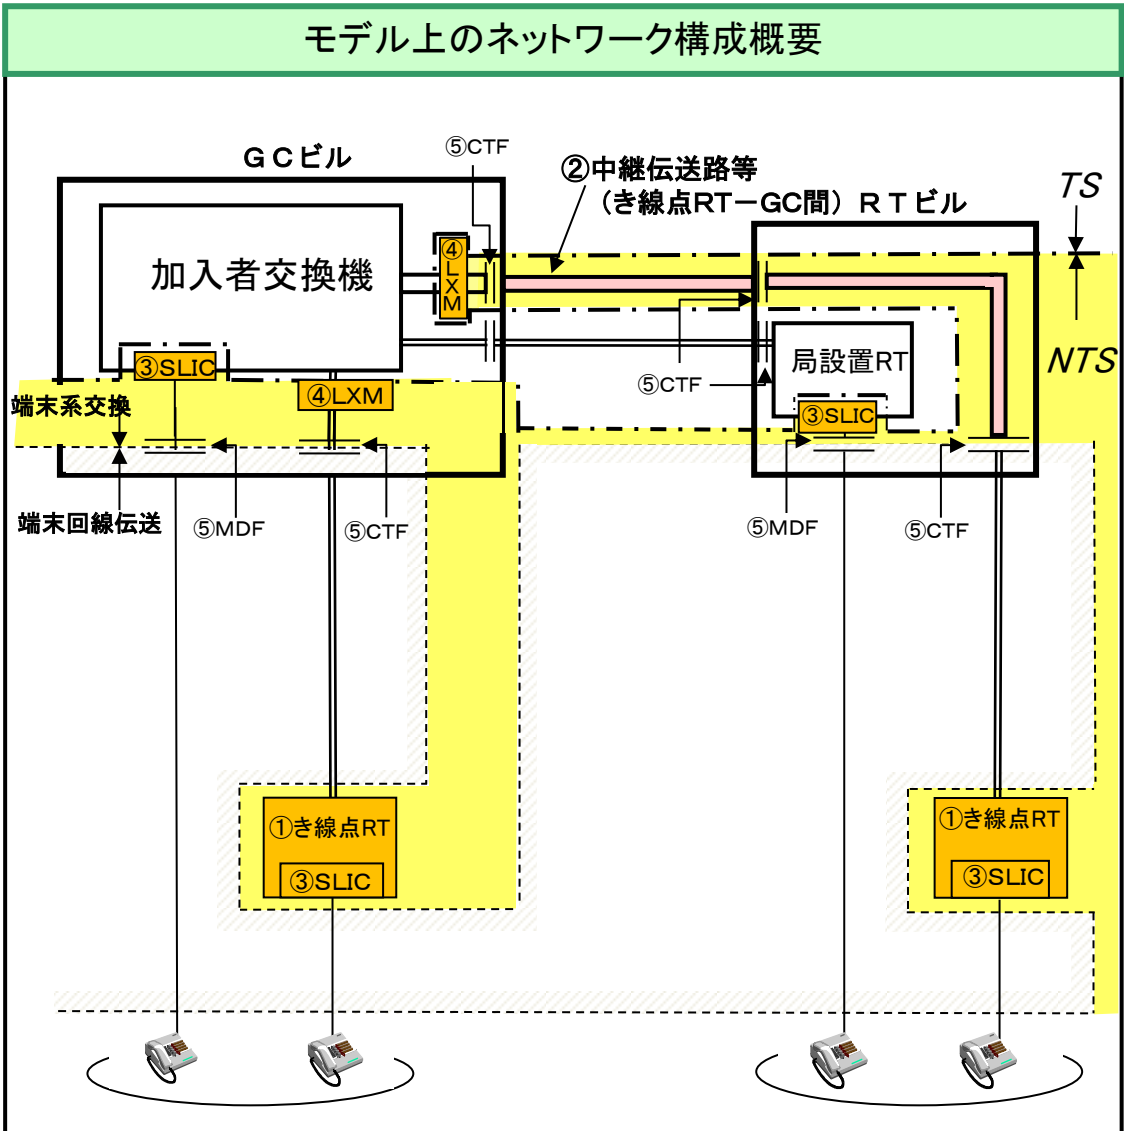 モデル上のネットワーク構成概要
GCビル
⑤CTF
②中継伝送路等
(き線点RT-GC間)
RTビル
TS
NTS
加入者交換機
④LXM
③SLIC
④LXM
端末系交換
端末回線伝送
⑤MDF
⑤CTF
⑤CTF
局設置RT
③SLIC
⑤MDF
⑤CTF
①き線点RT
③SLIC
①き線点RT
③SLIC